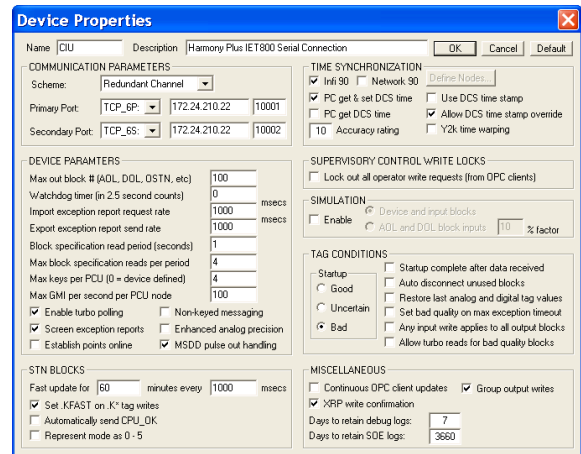 Device Properties
Name CIU Description Harmony Plus IET800 Serial Connection OK Cancel Default
COMMUNICATION PARAMETERS
Scheme: Redundant Channel
Primary Port: TCP_6P: 172.24.210.22 10001
Secondary Port: TCP_6S: 172.24.210.22 10002
TIME SYNCHRONIZATION
Infi 90 Network 90 Define Nodes...
PC get & set DCS time Use DCS time stamp
PC get DCS time Allow DCS time stamp override
10 Accuracy rating Y2k time warping
DEVICE PARAMTERS
Max out block # (AOL, DOL, OSTN, etc) 100
Watchdog timer (in 2.5 second counts) 0
Import exception report request rate 1000 msecs
Export exception report send rate 1000 msecs
Block specification read period (seconds) 1
Max block specification reads per period 4
Max keys per PCU (0 = device defined) 4
Max GMI per second per PCU node 100
Enable turbo polling Non-keyed messaging
Screen exception reports Enhanced analog precision
Establish points online MSDD pulse out handling
SUPERVISORY CONTROL WRITE LOCKS
Lock out all operator write requests (from OPC clients)
SIMULATION
Enable Device and input blocks
AOL and DOL block inputs 10 % factor
TAG CONDITIONS
Startup
Good
Uncertain
Bad
Startup complete after data received
Auto disconnect unused blocks
Restore last analog and digital tag values
Set bad quality on max exception timeout
Any input write applies to all output blocks
Allow turbo reads for bad quality blocks
STN BLOCKS
Fast update for 60 minutes every 1000 msecs
Set .KFAST on .K* tag writes
Automatically send CPU_OK
Represent mode as 0 - 5
MISCELLANEOUS
Continuous OPC client updates Group output writes
XRP write confirmation
Days to retain debug logs: 7
Days to retain SOE logs: 3660